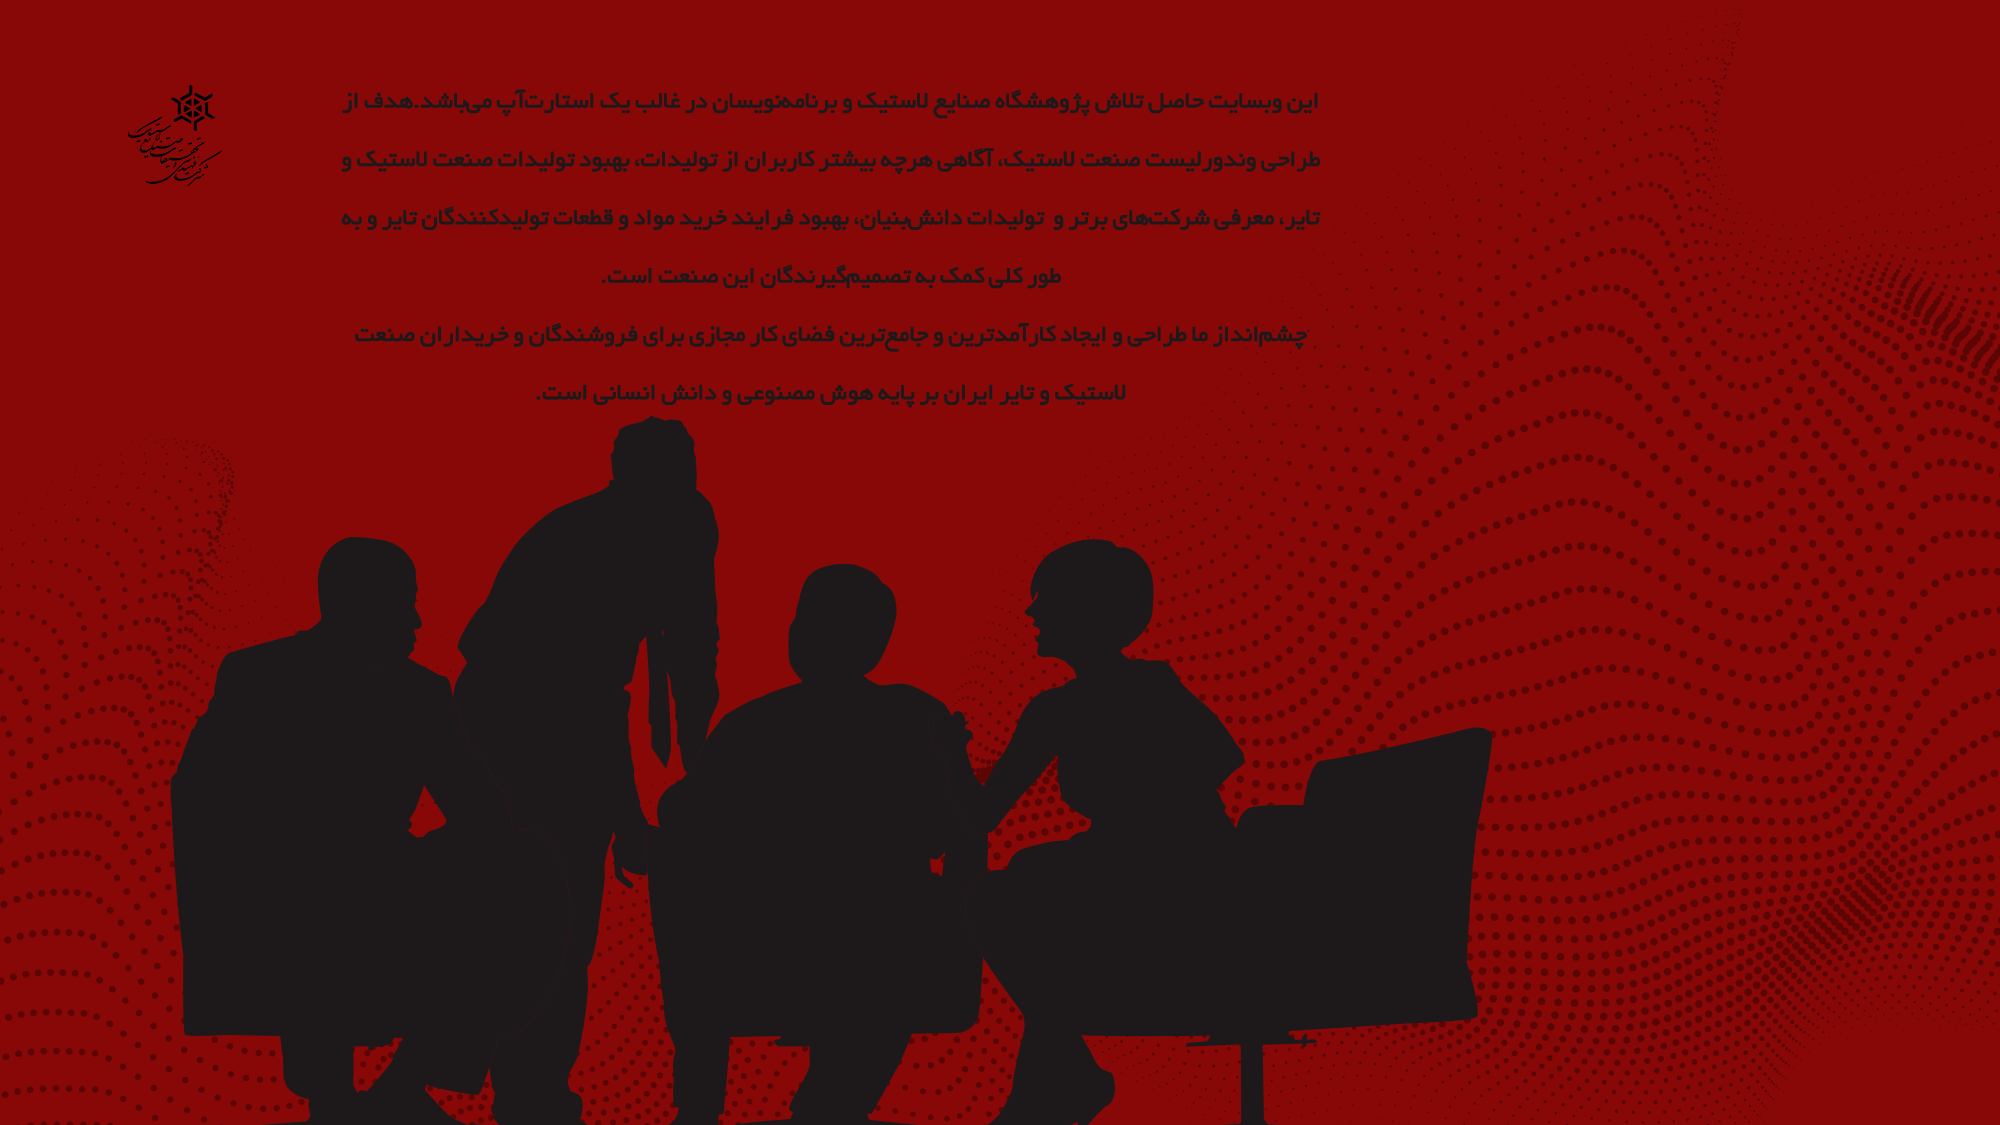 این وبسایت حاصل تلاش پژوهشگاه صنایع لاستیک و برنامه‌نویسان در غالب یک استارت‌آپ می‌باشد.هدف از
طراحی وندورلیست صنعت لاستیک، آگاهی هرچه بیشتر کاربران از تولیدات، بهبود تولیدات صنعت لاستیک و
تایر، معرفی شرکت‌های برتر و تولیدات دانش‌بنیان، بهبود فرایند خرید مواد و قطعات تولیدکنندگان تایر و به
طور کلی کمک به تصمیم‌گیرندگان این صنعت است.
چشم‌انداز ما طراحی و ایجاد کارآمدترین و جامع‌ترین فضای کار مجازی برای فروشندگان و خریداران صنعت
لاستیک و تایر ایران بر پایه هوش مصنوعی و دانش انسانی است.